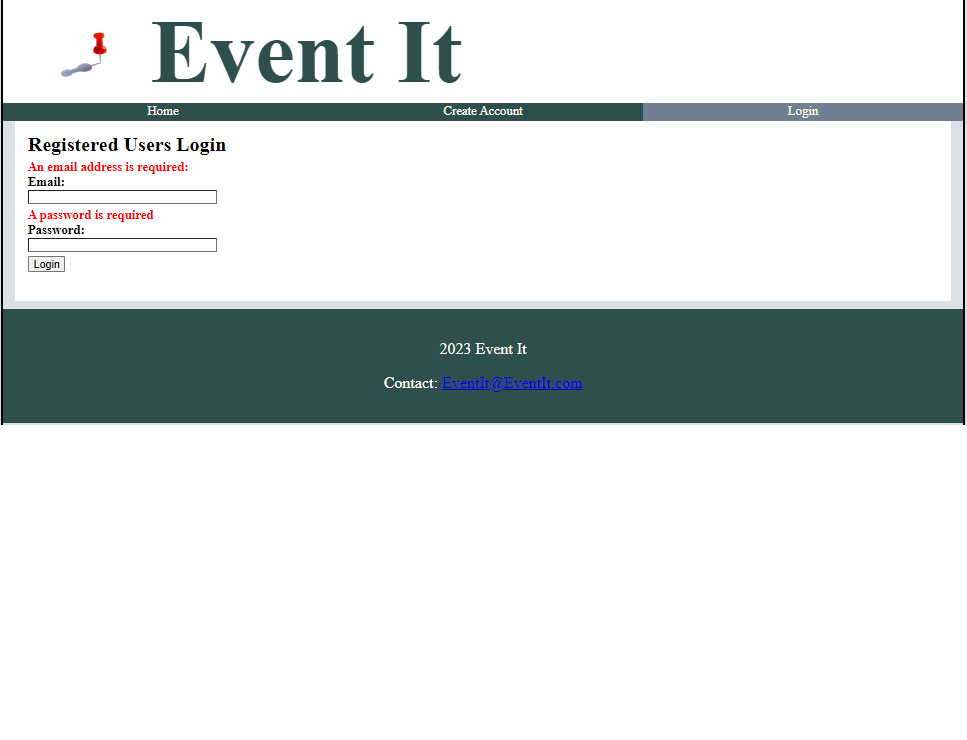 Event It
Home Create Account Login
Registered Users Login
An email address is required:
Email:
A password is required
Password:
Login
2023 Event It
Contact: EventIt@EventIt.com